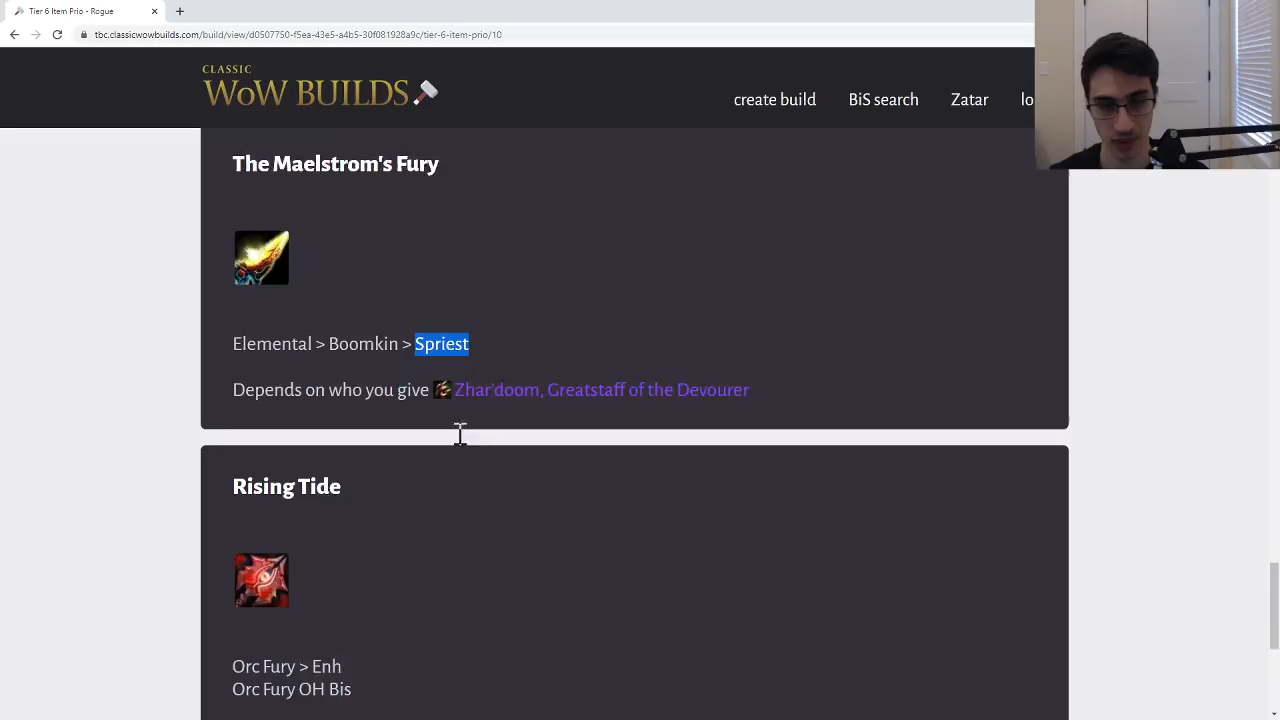 Tier 6 Item Prio - Rogue
tbc.classicwowbuilds.com/build/view/d0507750-f5ea-43e5-a4b5-30f081928a9c/tier-6-item-prio/10
CLASSIC
WoW BUILDS
create build BiS search Zatar lo
The Maelstrom's Fury
Elemental > Boomkin > Spriest
Depends on who you give Zhar'doom, Greatstaff of the Devourer
Rising Tide
Orc Fury > Enh
Orc Fury OH Bis